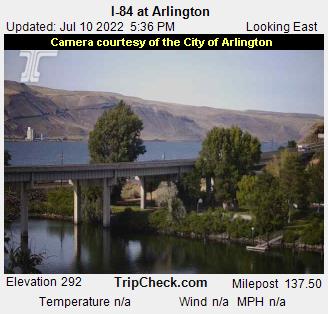 I-84 at Arlington
Updated: Jul 10 2022 5:36 PM Looking East
Camera courtesy of the City of Arlington
Elevation 292 TripCheck.com Milepost 137.50
Temperature n/a Wind n/a MPH n/a